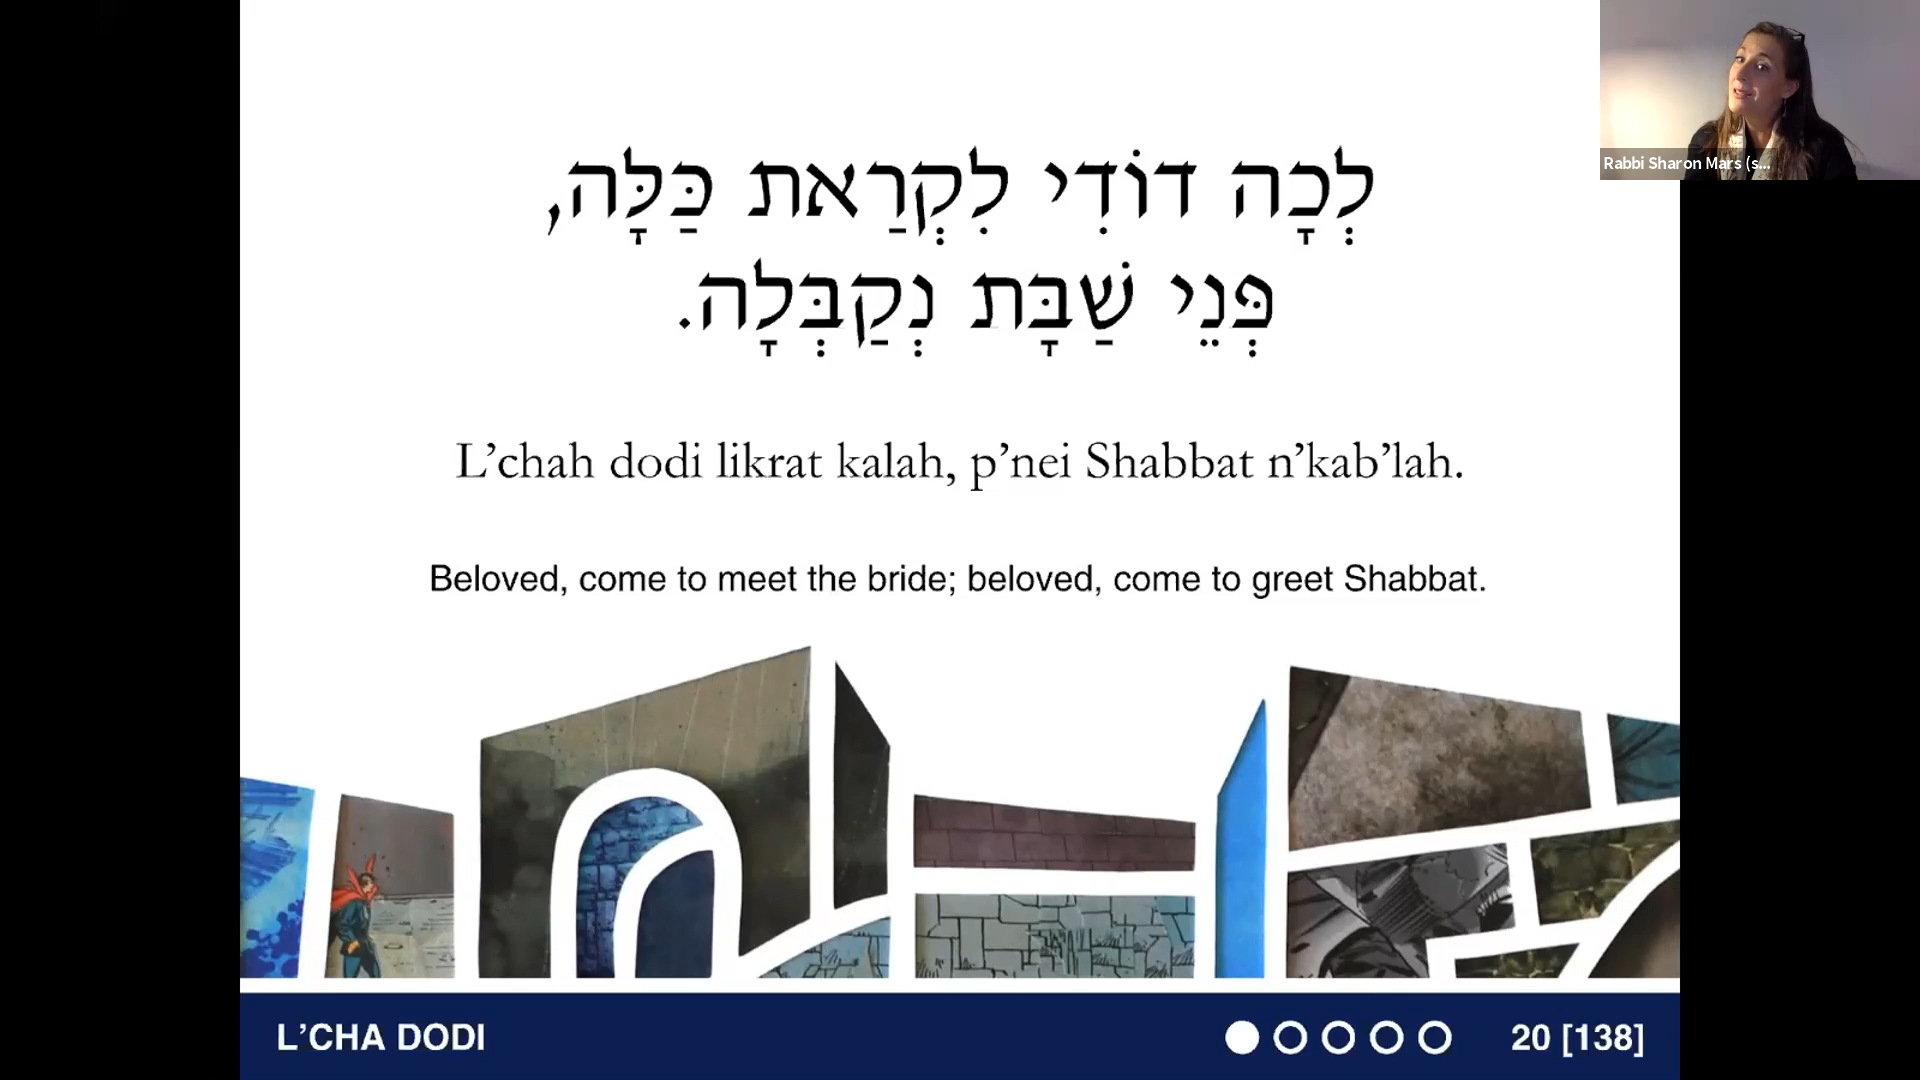 לְכָה דוֹדִי לִקְרַאת כַּלָּה,
פְּנֵי שַׁבָּת נְקַבְּלָה.
L’chah dodi likrat kalah, p’nei Shabbat n’kab’lah.
Beloved, come to meet the bride; beloved, come to greet Shabbat.
Rabbi Sharon Mars (s...
L’CHA DODI
20 [138]